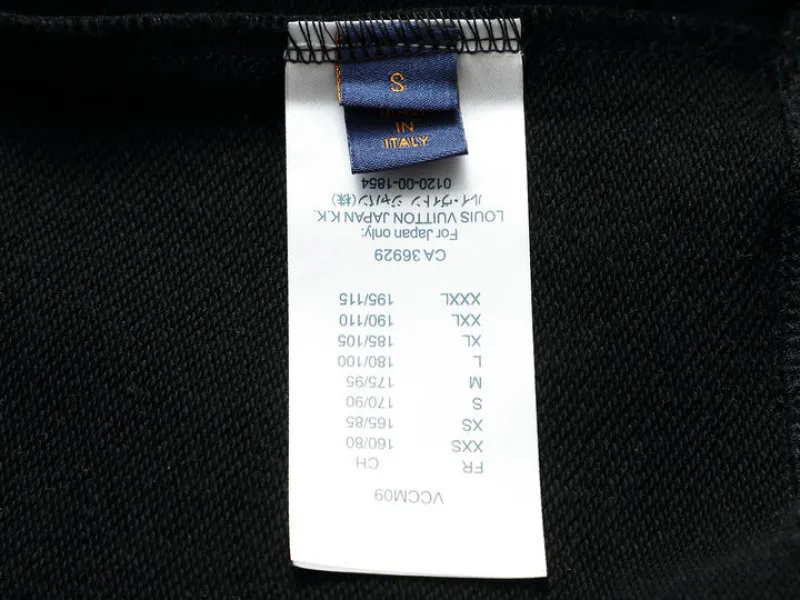 S
IN
ITALY
VCCM09
FR CH
XXS 160/80
XS 165/85
S 170/90
M 175/95
L 180/100
XL 185/105
XXL 190/110
XXXL 195/115
CA 36929
For Japan only:
LOUIS VUITTON JAPAN K.K.
ルイ・ヴィトン ジャパン(株)
0120-00-1854